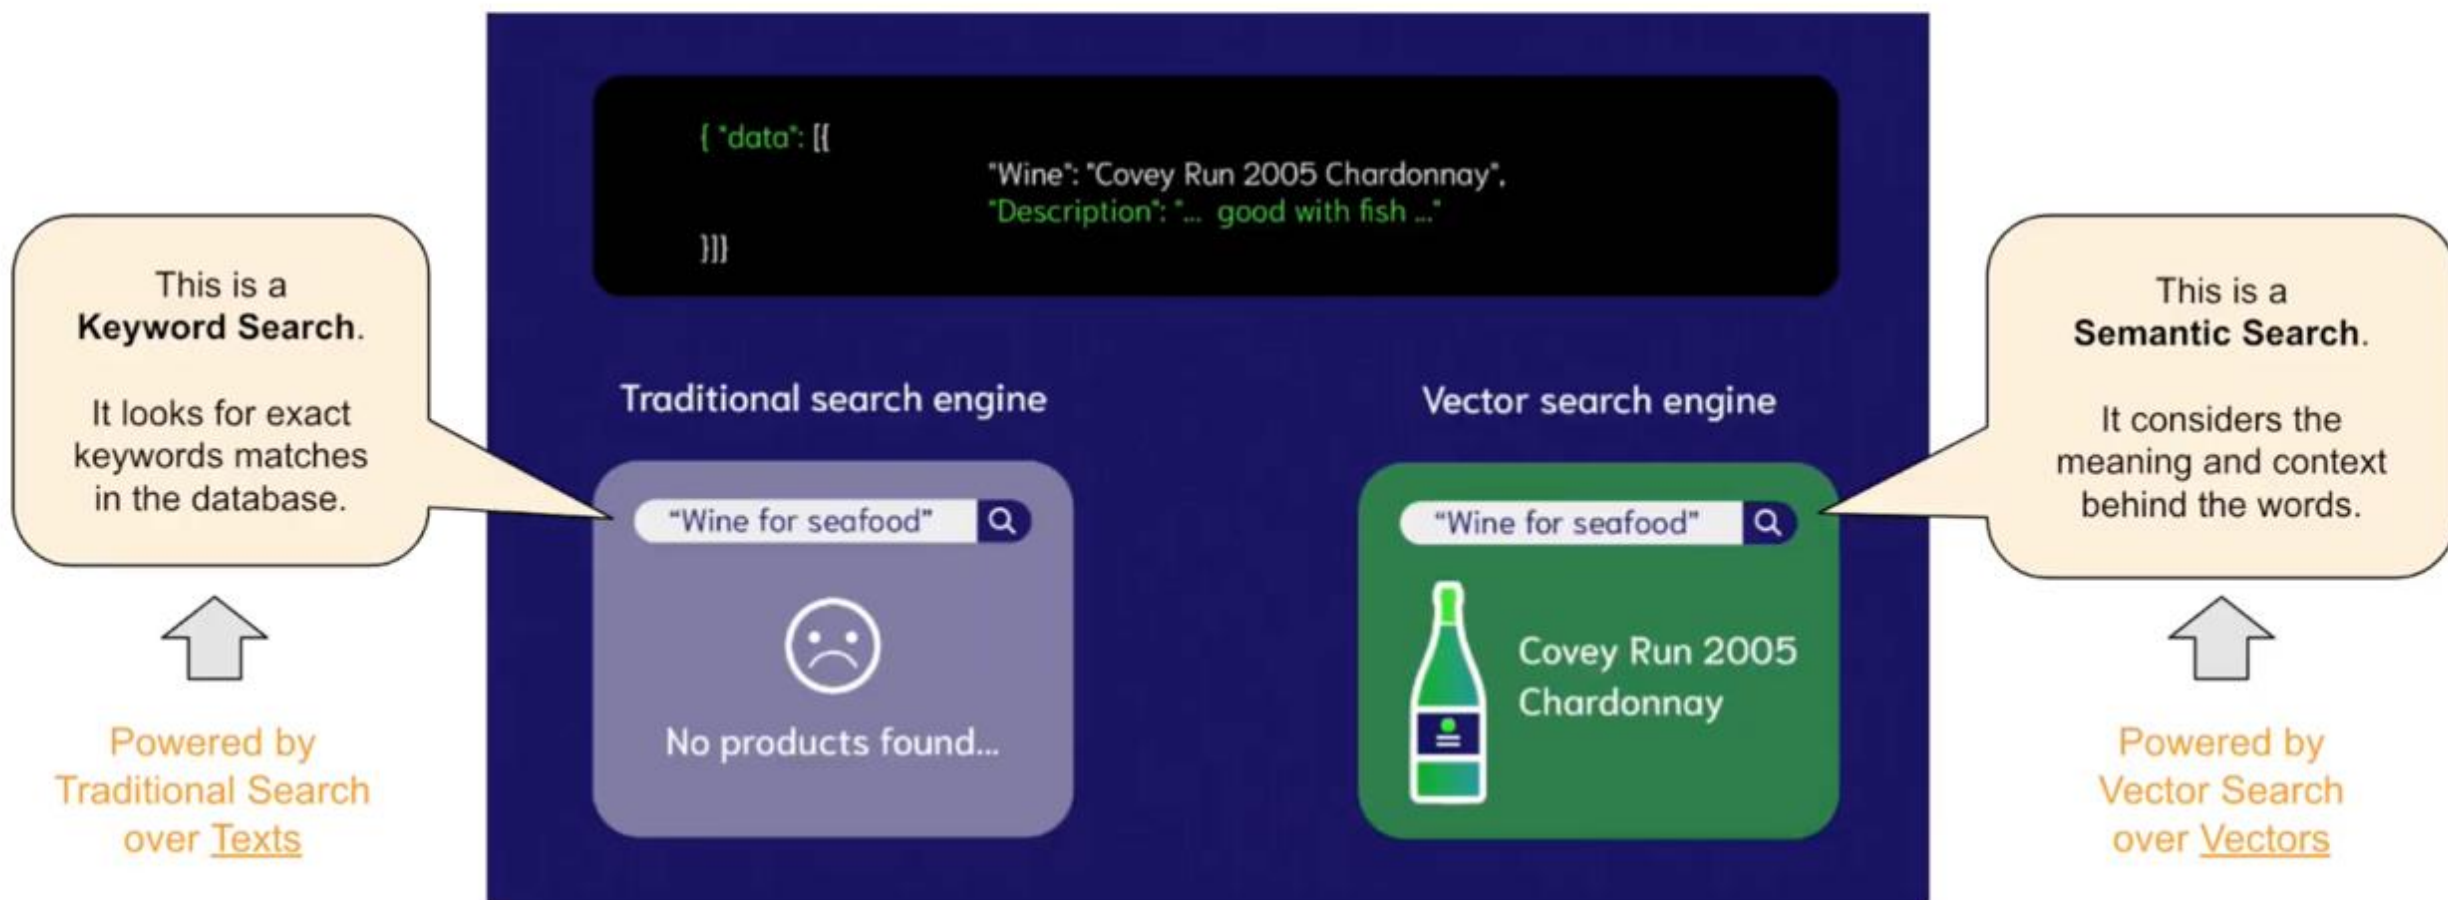 { "data": [{
"Wine": "Covey Run 2005 Chardonnay",
"Description": "... good with fish ..."
}]}
This is a
Keyword Search.
It looks for exact
keywords matches
in the database.
Powered by
Traditional Search
over Texts
Traditional search engine
“Wine for seafood”
No products found...
Vector search engine
“Wine for seafood”
Covey Run 2005
Chardonnay
This is a
Semantic Search.
It considers the
meaning and context
behind the words.
Powered by
Vector Search
over Vectors